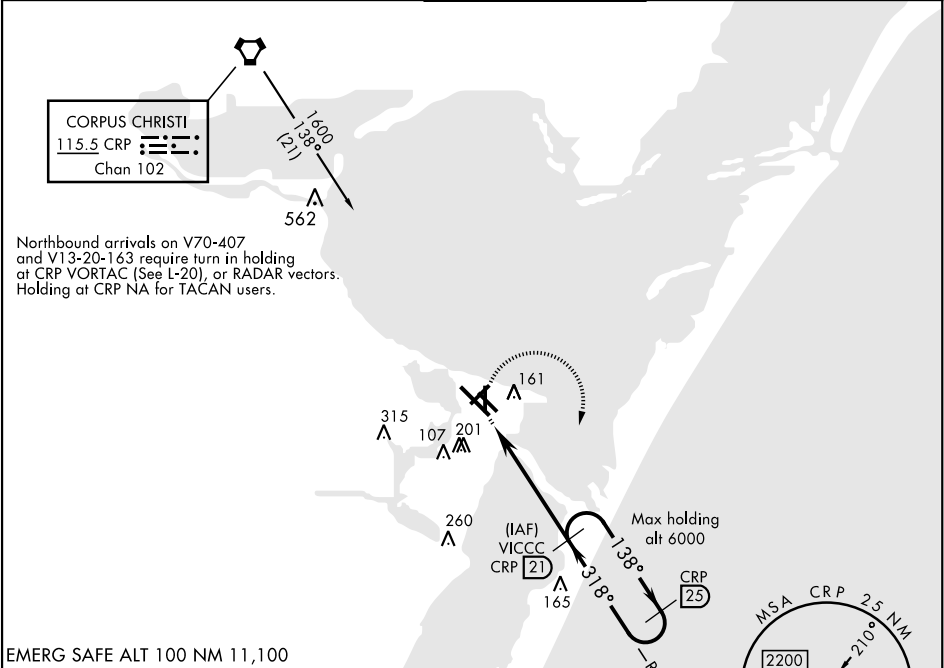 CORPUS CHRISTI
115.5 CRP
Chan 102
1600
138°
(21)
562
Northbound arrivals on V70-407
and V13-20-163 require turn in holding
at CRP VORTAC (See L-20), or RADAR vectors.
Holding at CRP NA for TACAN users.
161
315
107
201
260
(IAF)
VICCC
CRP 21
165
Max holding
alt 6000
138°
318°
CRP
25
MSA CRP 25 NM
210°
2200
EMERG SAFE ALT 100 NM 11,100